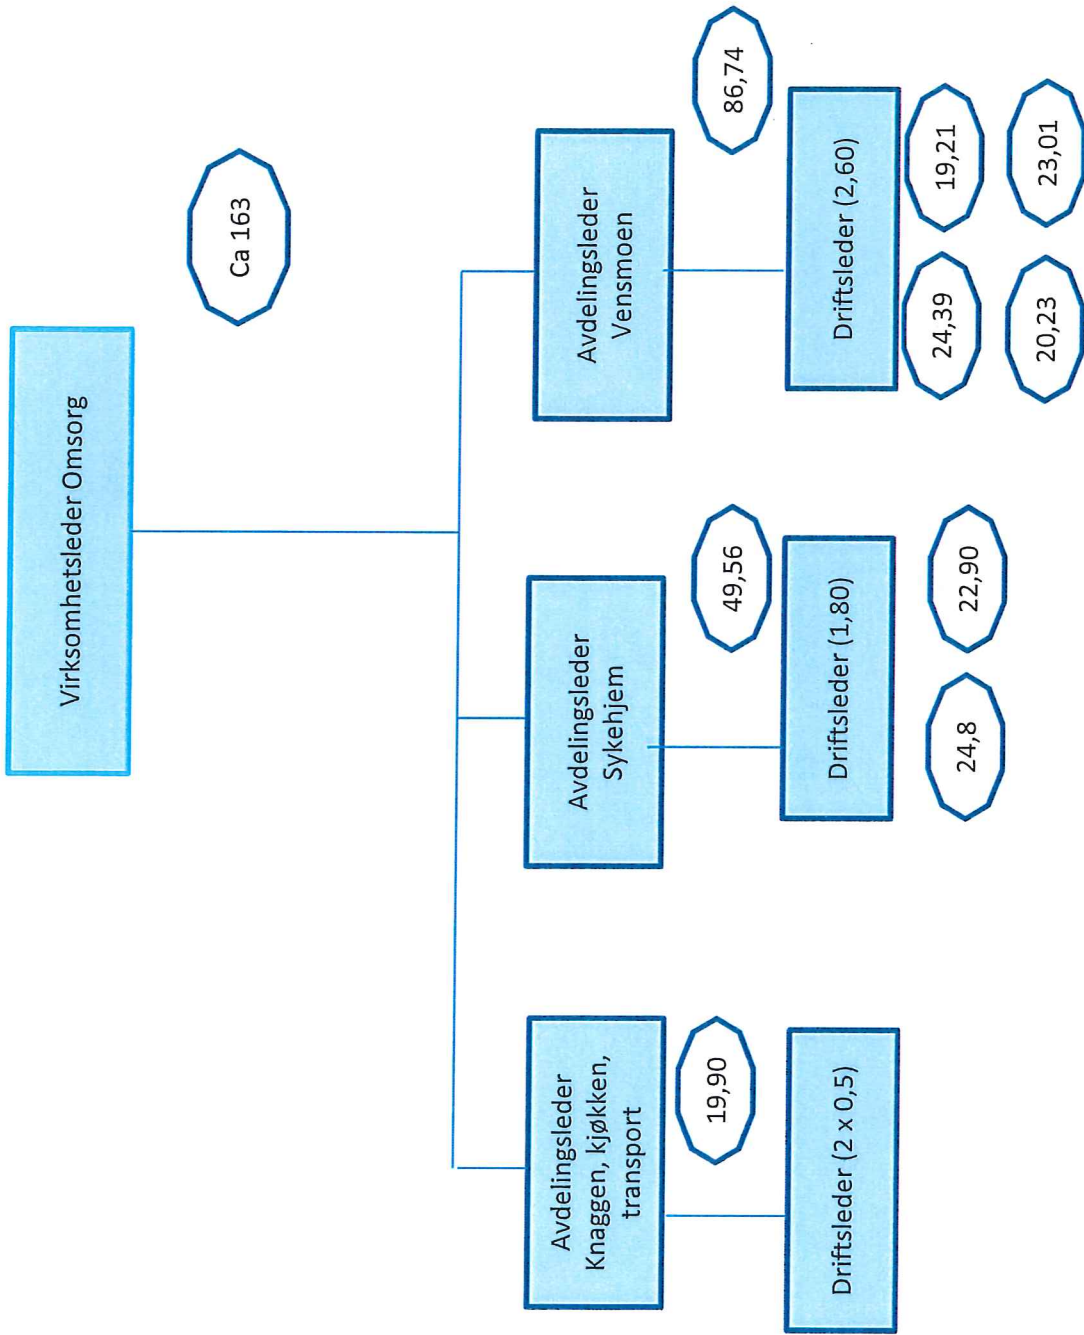 Virksomhetsleder Omsorg
Ca 163
Avdelingsleder
Knaggen, kjøkken,
transport
19,90
Driftsleder (2 x 0,5)
Avdelingsleder
Sykehjem
49,56
Driftsleder (1,80)
24,8
22,90
Avdelingsleder
Vensmoen
86,74
Driftsleder (2,60)
24,39
19,21
20,23
23,01